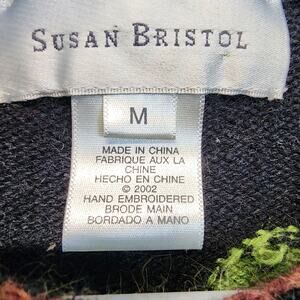 SUSAN BRISTOL
M
MADE IN CHINA
FABRIQUE AUX LA
CHINE
HECHO EN CHINE
© 2002
HAND EMBROIDERED
BRODE MAIN
BORDADO A MANO